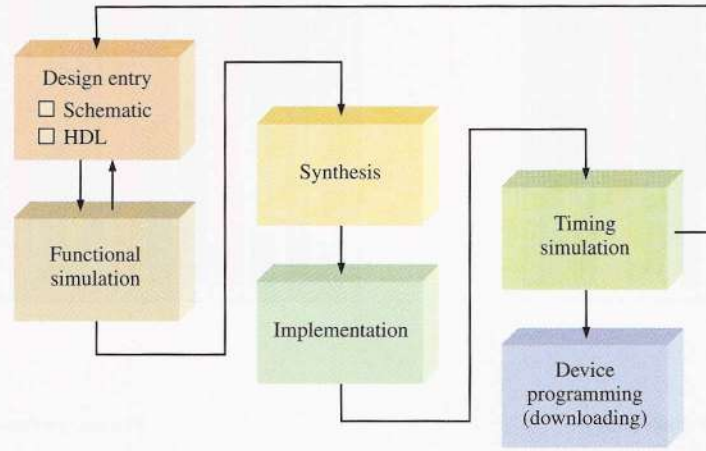 Design entry
☐ Schematic
☐ HDL
Functional
simulation
Synthesis
Implementation
Timing
simulation
Device
programming
(downloading)